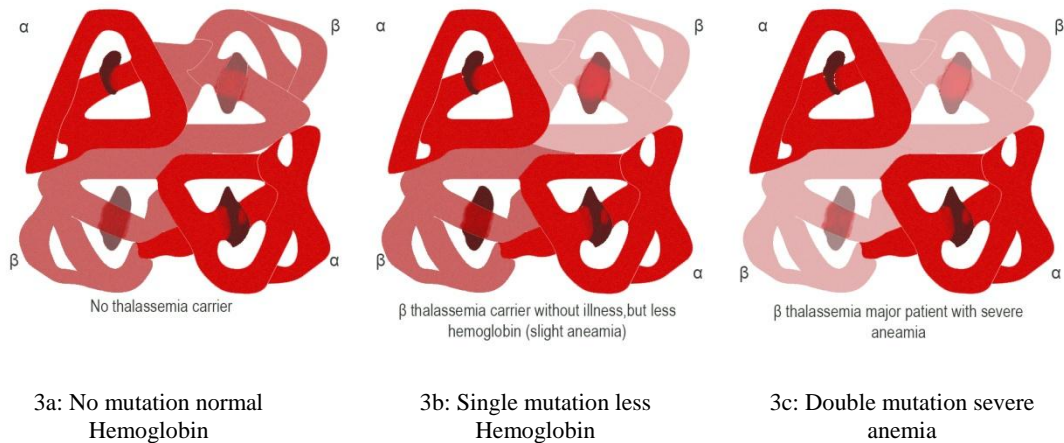 α
β
β
α
No thalassemia carrier
α
β
β
α
β thalassemia carrier without illness,but less
hemoglobin (slight aneamia)
α
β
β
α
β thalassemia major patient with severe
aneamia
3a: No mutation normal
Hemoglobin
3b: Single mutation less
Hemoglobin
3c: Double mutation severe
anemia